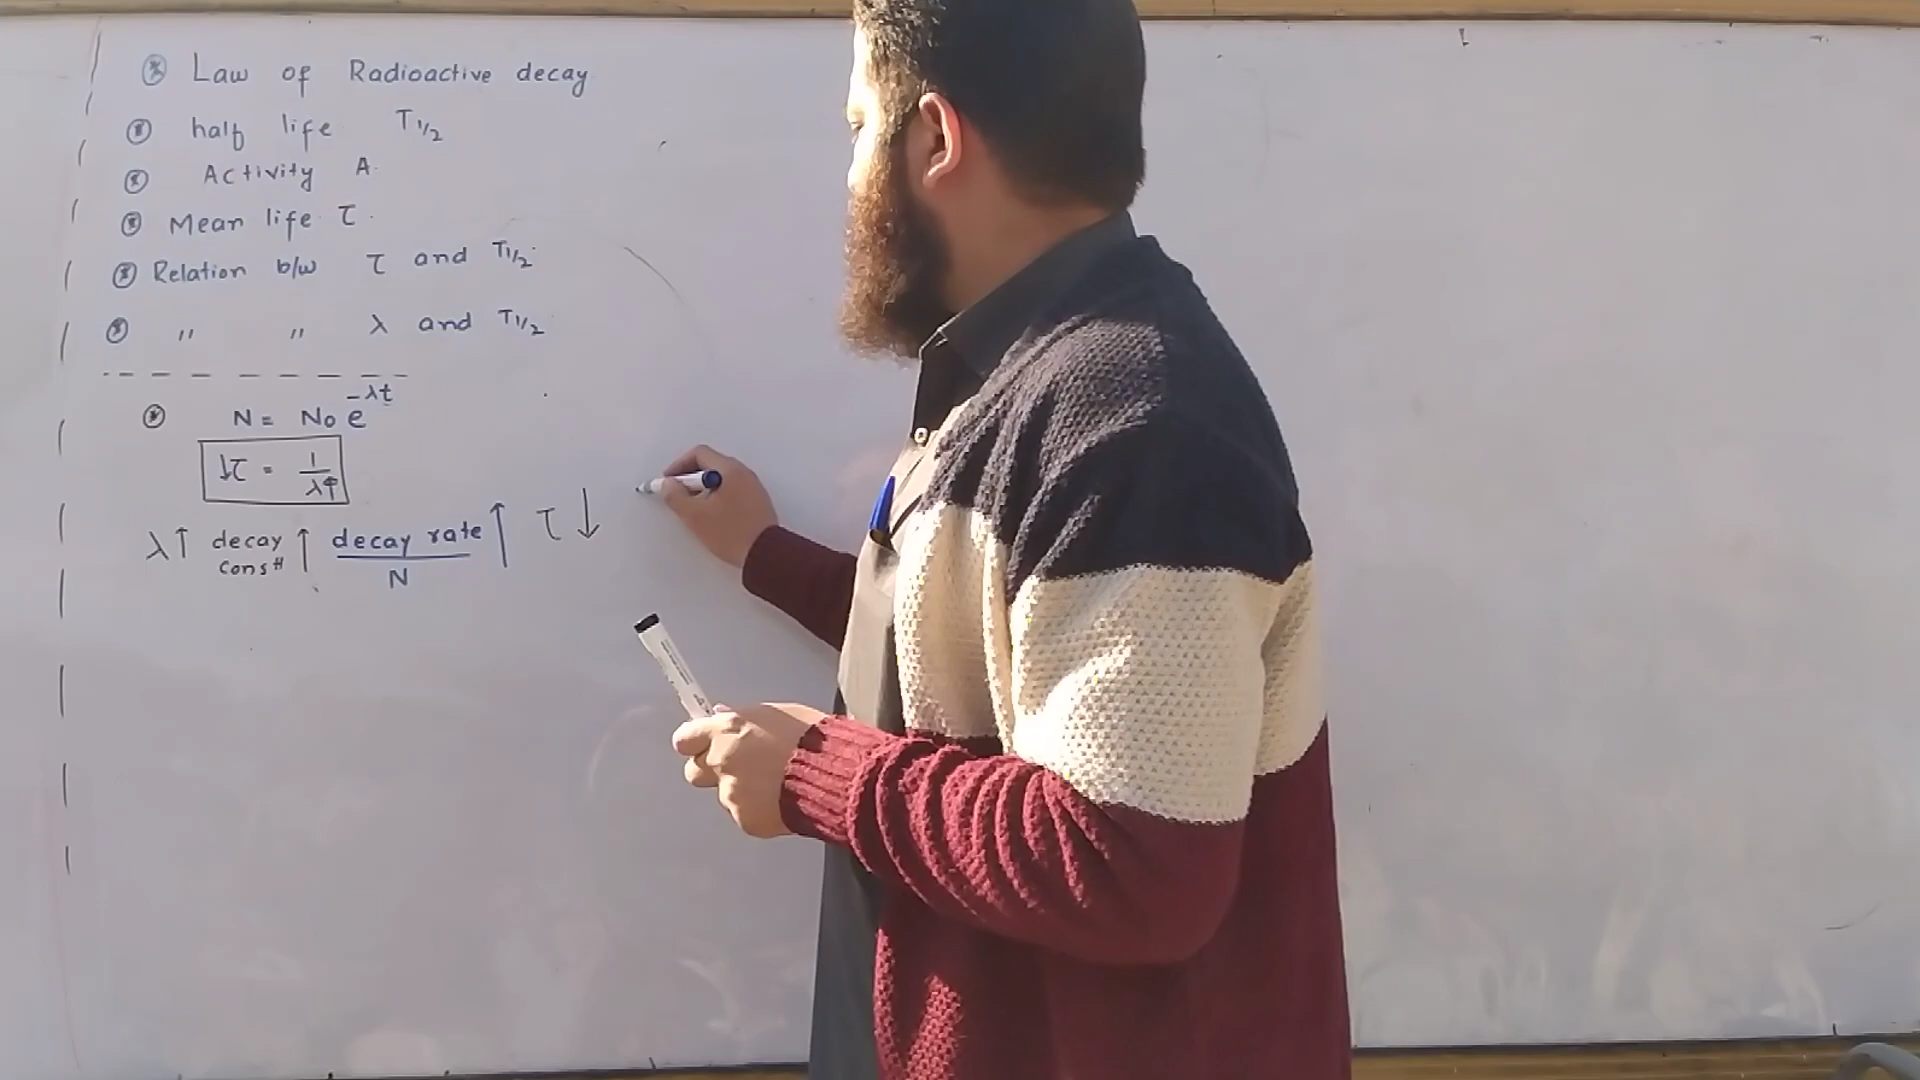 Law of Radioactive decay
half life T1/2
Activity A
Mean life τ
Relation b/w τ and T1/2
" " λ and T1/2
N = N0 e^-λt
↓τ = 1/λ↑
λ↑ decay const ↑ decay rate/N ↑ τ ↓